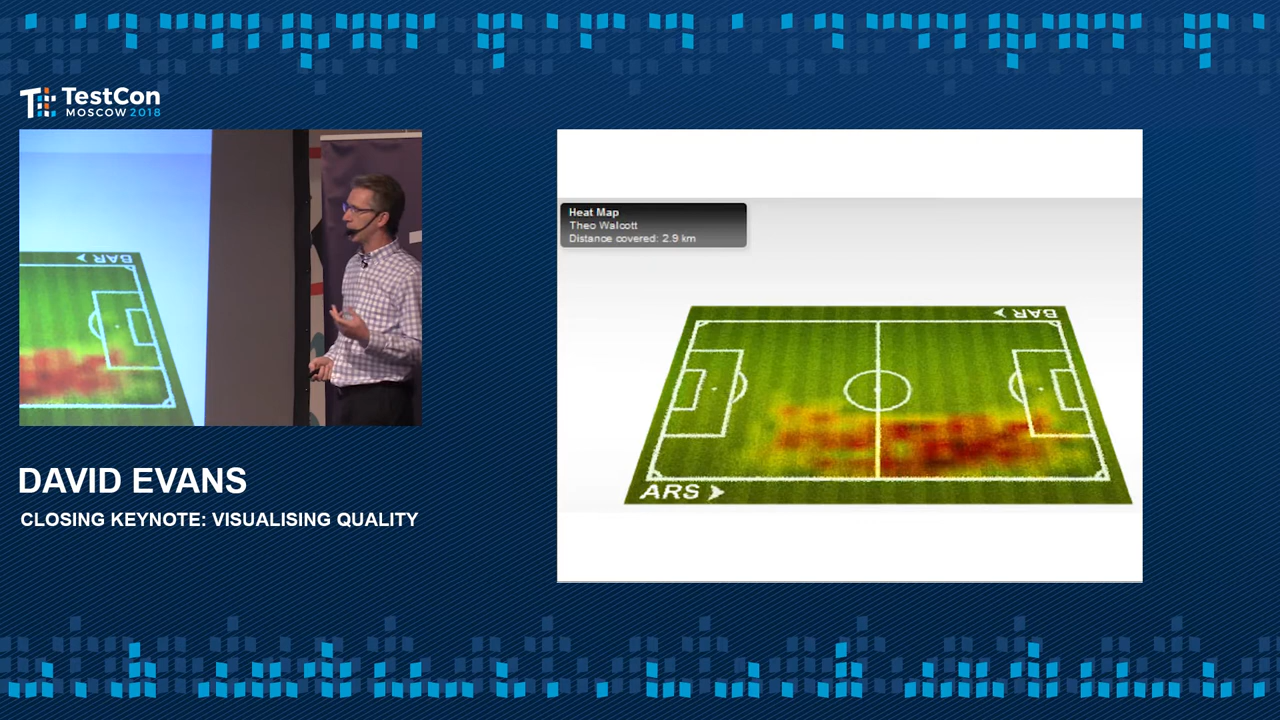 TestCon
MOSCOW 2018
BAR
DAVID EVANS
CLOSING KEYNOTE: VISUALISING QUALITY
Heat Map
Theo Walcott
Distance covered: 2.9 km
BAR
ARS